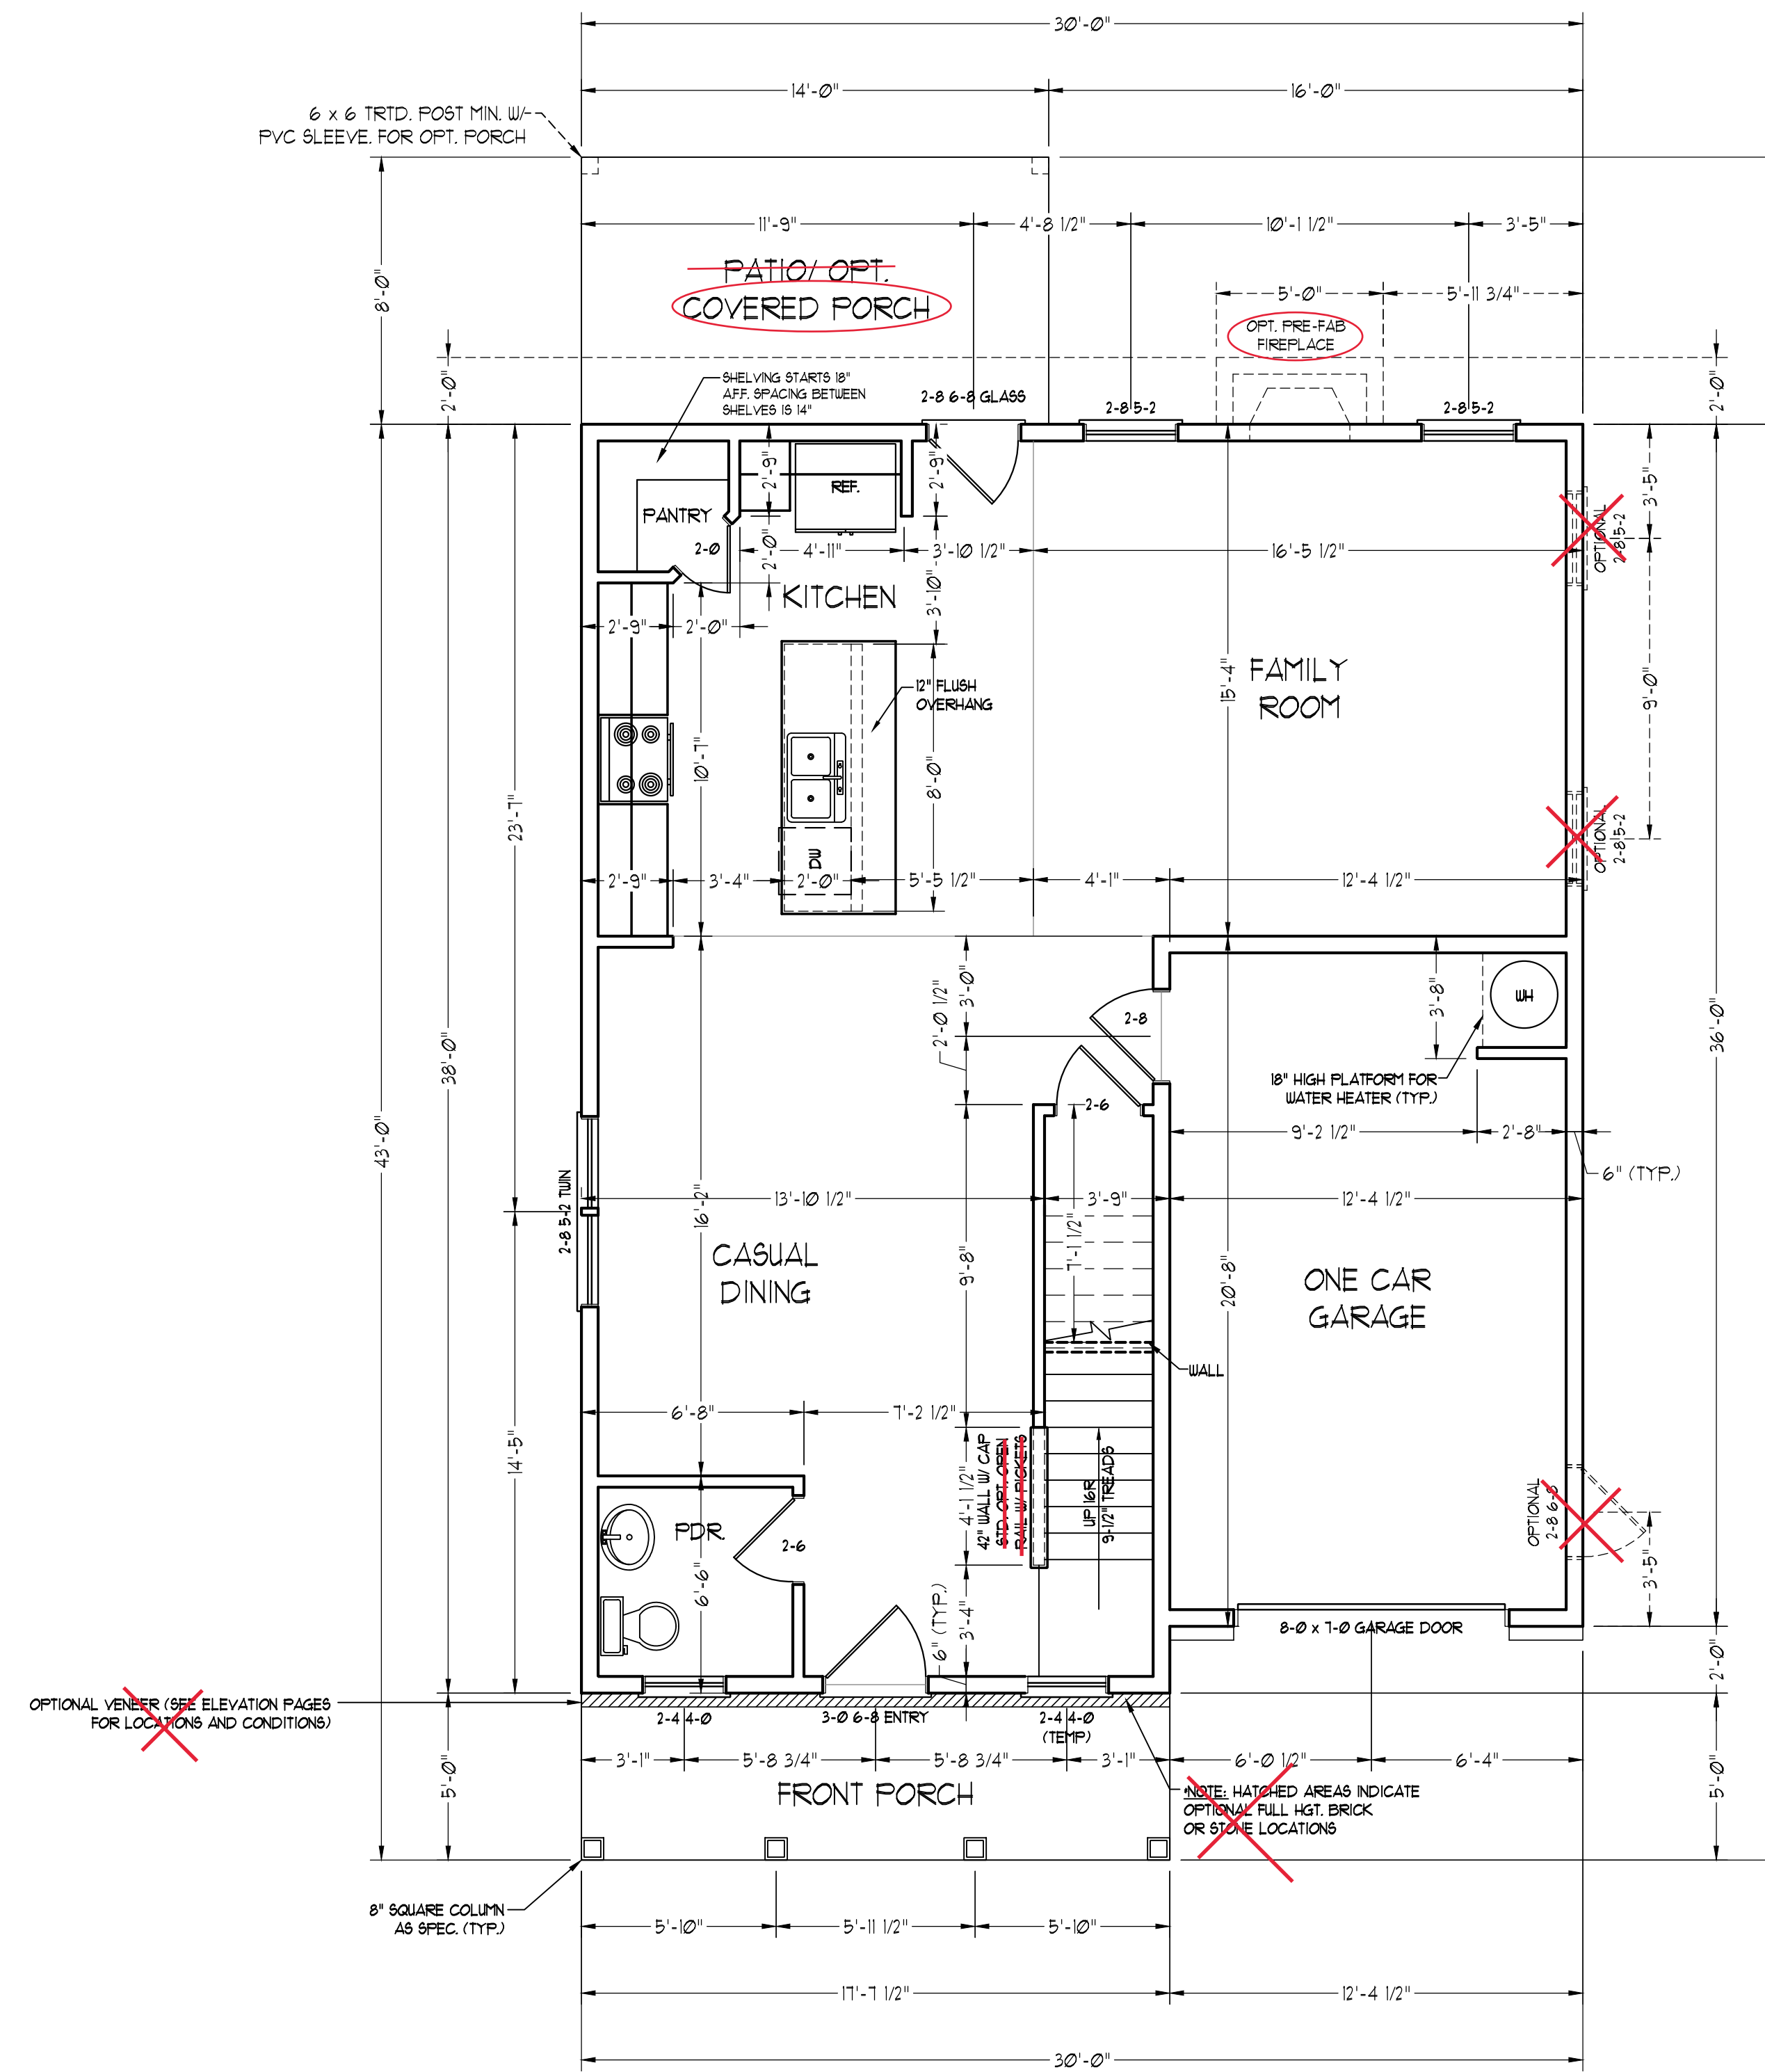 30'-0"
14'-0"
16'-0"
6 x 6 TRTD. POST MIN. W/
PVC SLEEVE. FOR OPT. PORCH
11'-9"
4'-8 1/2"
10'-1 1/2"
3'-5"
8'-0"
PATIO/ OPT.
COVERED PORCH
5'-0"
5'-11 3/4"
OPT. PRE-FAB
FIREPLACE
2'-0"
2'-0"
SHELVING STARTS 18"
A.F.F. SPACING BETWEEN
SHELVES IS 14"
2-8 6-8 GLASS
2-8 5-2
2-8 5-2
2'-9"
REF.
2'-9"
3'-5"
PANTRY
2-0
2'-0"
4'-11"
3'-10 1/2"
16'-5 1/2"
OPTIONAL
2-8 5-2
KITCHEN
3'-10"
2'-9"
2'-0"
FAMILY
ROOM
15'-4"
12" FLUSH
OVERHANG
9'-0"
10'-7"
8'-0"
23'-7"
DW
OPTIONAL
2-8 5-2
2'-9"
3'-4"
2'-0"
5'-5 1/2"
4'-1"
12'-4 1/2"
3'-0"
2'-0 1/2"
2-8
3'-8"
WH
36'-0"
38'-0"
43'-0"
18" HIGH PLATFORM FOR
WATER HEATER (TYP.)
2-6
9'-2 1/2"
2'-8"
6" (TYP.)
2-8 5-2 TWIN
13'-10 1/2"
3'-9"
12'-4 1/2"
16'-2"
7'-1 1/2"
9'-8"
CASUAL
DINING
20'-8"
ONE CAR
GARAGE
WALL
6'-8"
7'-2 1/2"
14'-5"
42" WALL W/ CAP
STD. OPT. OPEN
RAIL W/ PICKETS
4'-1 1/2"
UP 16R
9-1/2" TREADS
OPTIONAL
2-8 6-8
PDR.
2-6
6'-6"
3'-5"
6" (TYP.)
3'-4"
8-0 x 7-0 GARAGE DOOR
2'-0"
OPTIONAL VENEER (SEE ELEVATION PAGES
FOR LOCATIONS AND CONDITIONS)
2-4 4-0
3-0 6-8 ENTRY
2-4 4-0
(TEMP)
3'-1"
5'-8 3/4"
5'-8 3/4"
3'-1"
6'-0 1/2"
6'-4"
5'-0"
5'-0"
FRONT PORCH
*NOTE: HATCHED AREAS INDICATE
OPTIONAL FULL HGT. BRICK
OR STONE LOCATIONS
8" SQUARE COLUMN
AS SPEC. (TYP.)
5'-10"
5'-11 1/2"
5'-10"
17'-7 1/2"
12'-4 1/2"
30'-0"